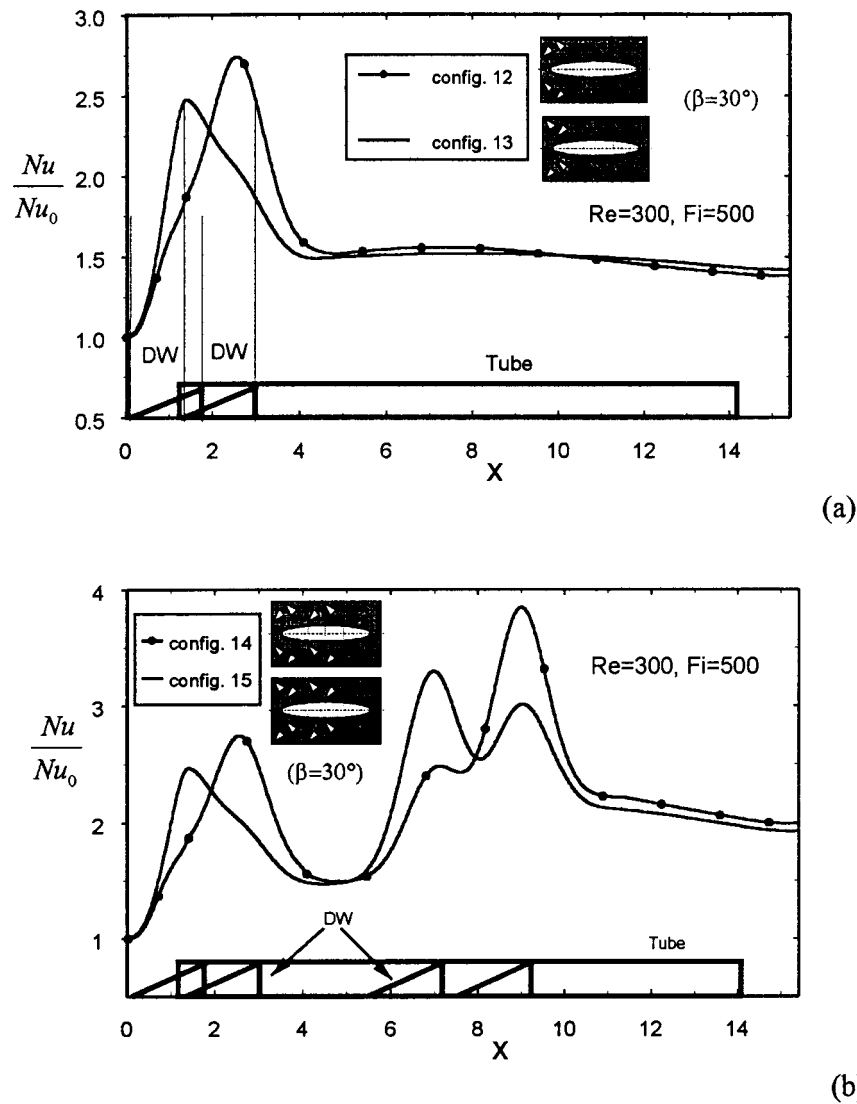 3.0
config. 12
2.5
(β=30°)
config. 13
Nu
Nu₀
2.0
Re=300, Fi=500
1.5
1.0
DW
DW
Tube
0.5
0 2 4 6 8 10 12 14
X
(a)
4
config. 14
config. 15
Re=300, Fi=500
3
Nu
Nu₀
(β=30°)
2
DW
1
Tube
0 2 4 6 8 10 12 14
X
(b)